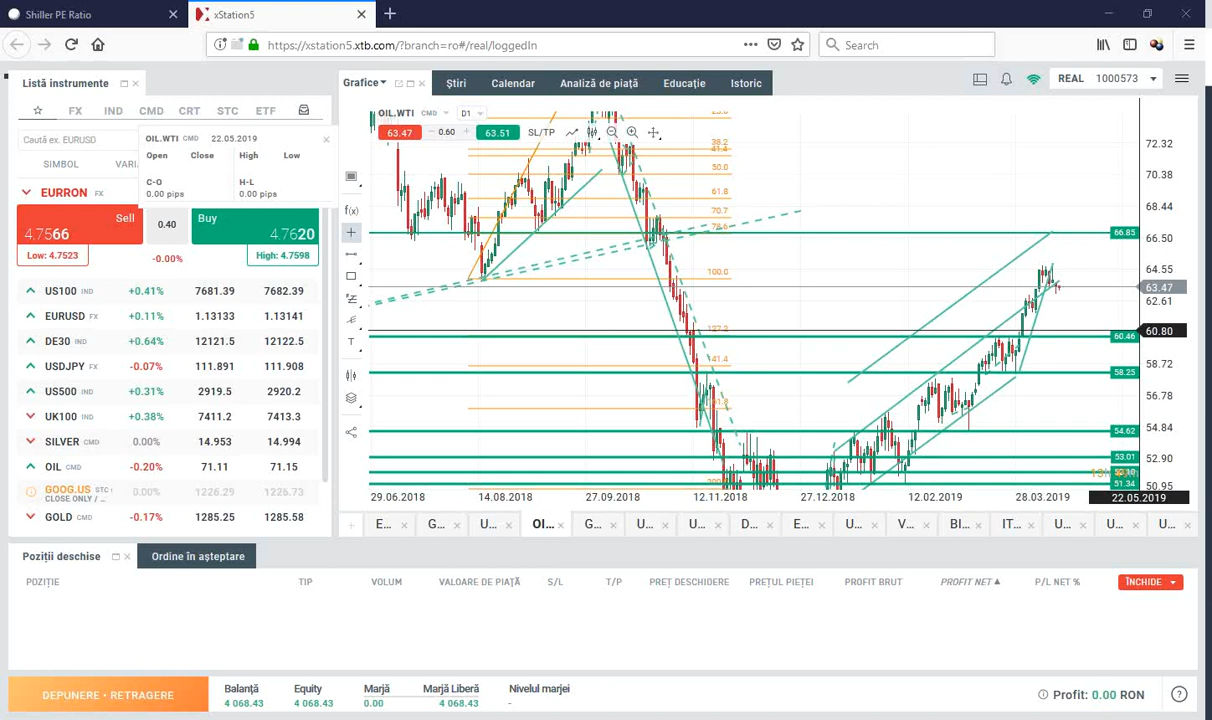 Shiller PE Ratio
xStation5
https://xstation5.xtb.com/?branch=ro#/real/loggedIn
Search
Listă instrumente
Grafice
Știri
Calendar
Analiză de piață
Educație
Istoric
REAL 1000573
FX IND CMD CRT STC ETF
Caută ex. EURUSD
SIMBOL
VARIA
OIL.WTI CMD 22.05.2019
Open Close High Low
C-O H-L
0.00 pips 0.00 pips
EURRON FX
Sell
4.7566
0.40
Buy
4.7620
Low: 4.7523
-0.00%
High: 4.7598
US100 IND +0.41% 7681.39 7682.39
EURUSD FX +0.11% 1.13133 1.13141
DE30 IND +0.64% 12121.5 12122.5
USDJPY FX -0.07% 111.891 111.908
US500 IND +0.31% 2919.5 2920.2
UK100 IND +0.38% 7411.2 7413.3
SILVER CMD 0.00% 14.953 14.994
OIL CMD -0.20% 71.11 71.15
GOOG.US STC 0.00% 1226.29 1226.73
CLOSE ONLY / ...
GOLD CMD -0.17% 1285.25 1285.58
OIL.WTI CMD D1
63.47 0.60 63.51 SL/TP
f(x)
T
38.2
41.4
50.0
61.8
70.7
78.6
100.0
127.2
141.4
72.32
70.38
68.44
66.85
66.50
64.55
63.47
62.61
60.80
60.46
58.72
58.25
56.78
54.84
54.62
53.01
52.90
51.34
50.95
29.06.2018 14.08.2018 27.09.2018 12.11.2018 27.12.2018 12.02.2019 28.03.2019 22.05.2019
E... G... U... OI... G... U... U... D... E... U... V... BI... IT... U... U... U...
Poziții deschise
Ordine în așteptare
POZIȚIE TIP VOLUM VALOARE DE PIAȚĂ S/L T/P PREȚ DESCHIDERE PREȚUL PIEȚEI PROFIT BRUT PROFIT NET P/L NET % ÎNCHIDE
DEPUNERE • RETRAGERE
Balanță Equity Marjă Marjă Liberă Nivelul marjei
4 068.43 4 068.43 0.00 4 068.43 -
Profit: 0.00 RON